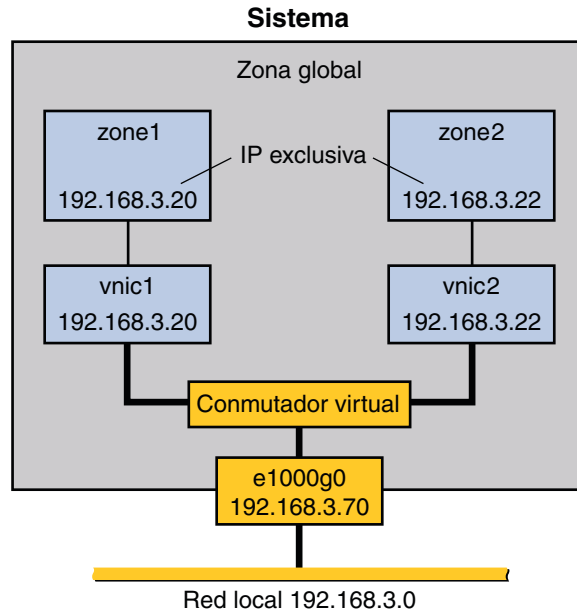 Sistema
Zona global
zone1
zone2
IP exclusiva
192.168.3.20
192.168.3.22
vnic1
192.168.3.20
vnic2
192.168.3.22
Conmutador virtual
e1000g0
192.168.3.70
Red local 192.168.3.0